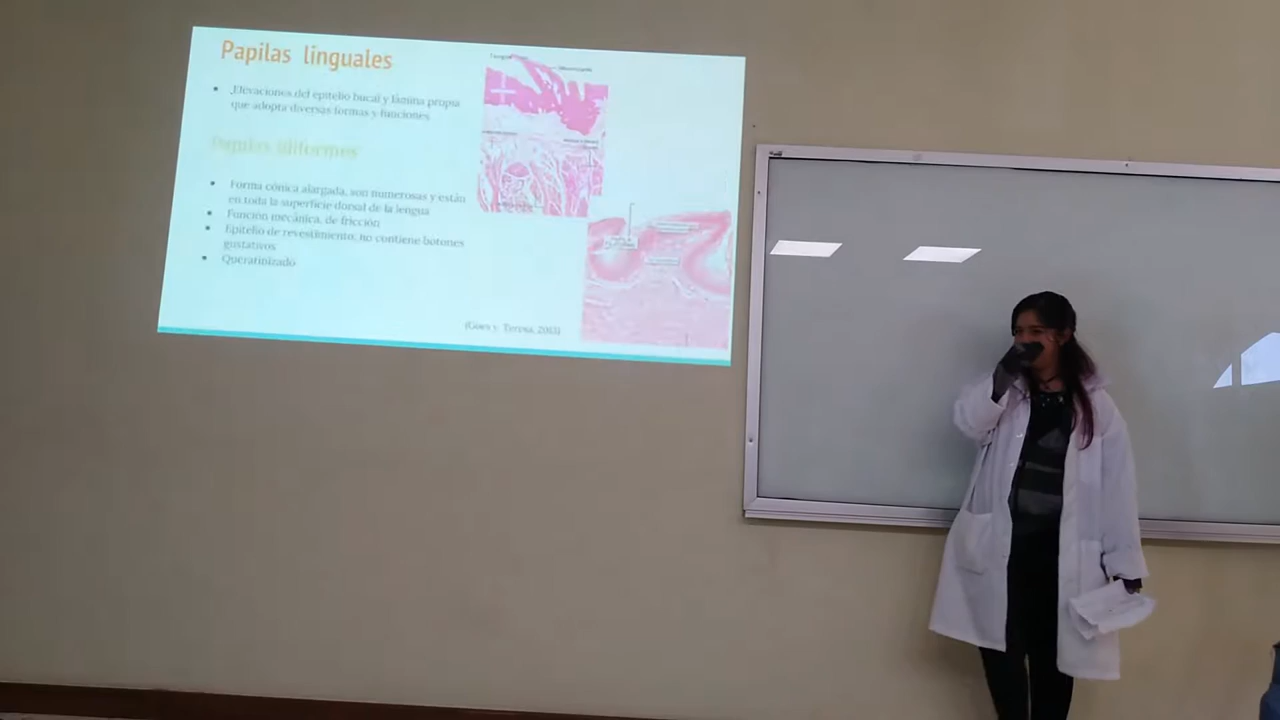 Papilas linguales
Elevaciones del epitelio bucal y lámina propia
que adopta diversas formas y funciones
Papilas filiformes
Forma cónica alargada, son numerosas y están
en toda la superficie dorsal de la lengua
Función mecánica, de fricción
Epitelio de revestimiento, no contiene botones
gustativos
Queratinizado
Teresa, 2013)